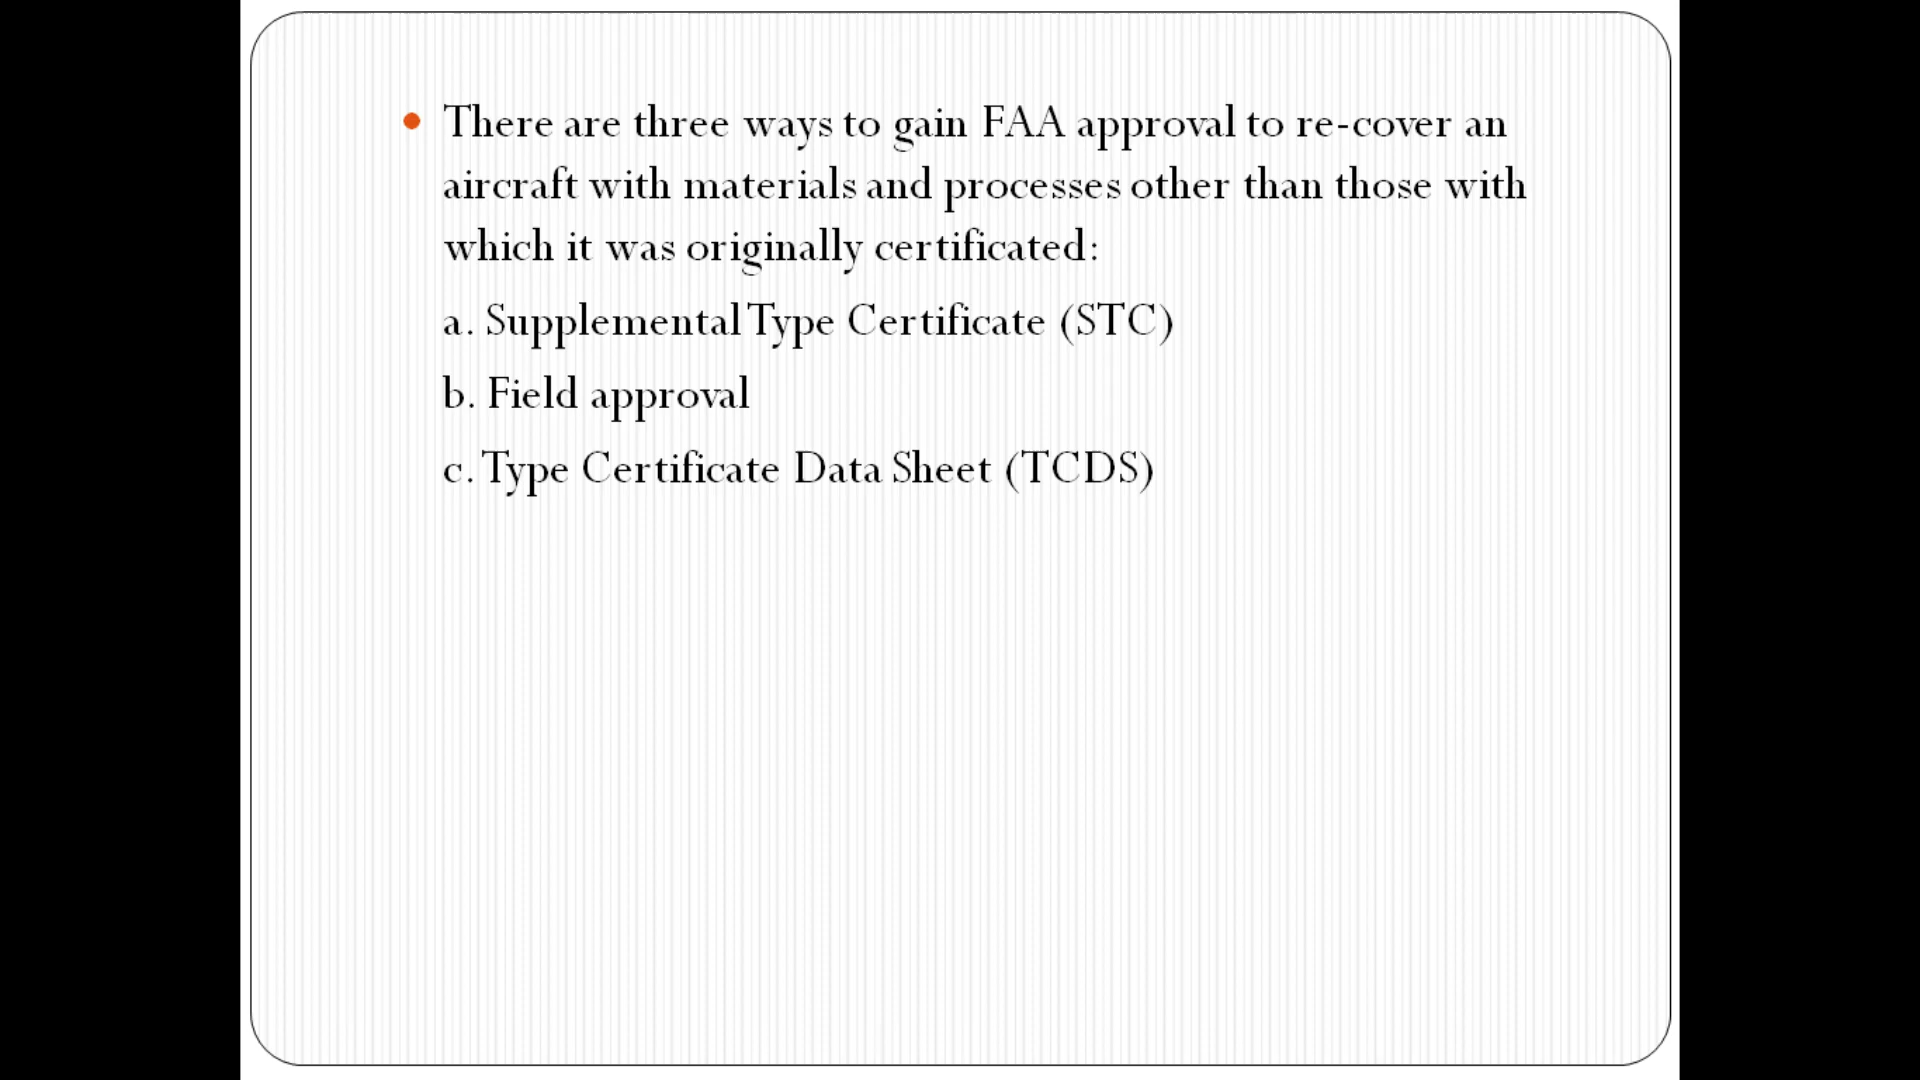 • There are three ways to gain FAA approval to re-cover an
aircraft with materials and processes other than those with
which it was originally certificated:
a. Supplemental Type Certificate (STC)
b. Field approval
c. Type Certificate Data Sheet (TCDS)